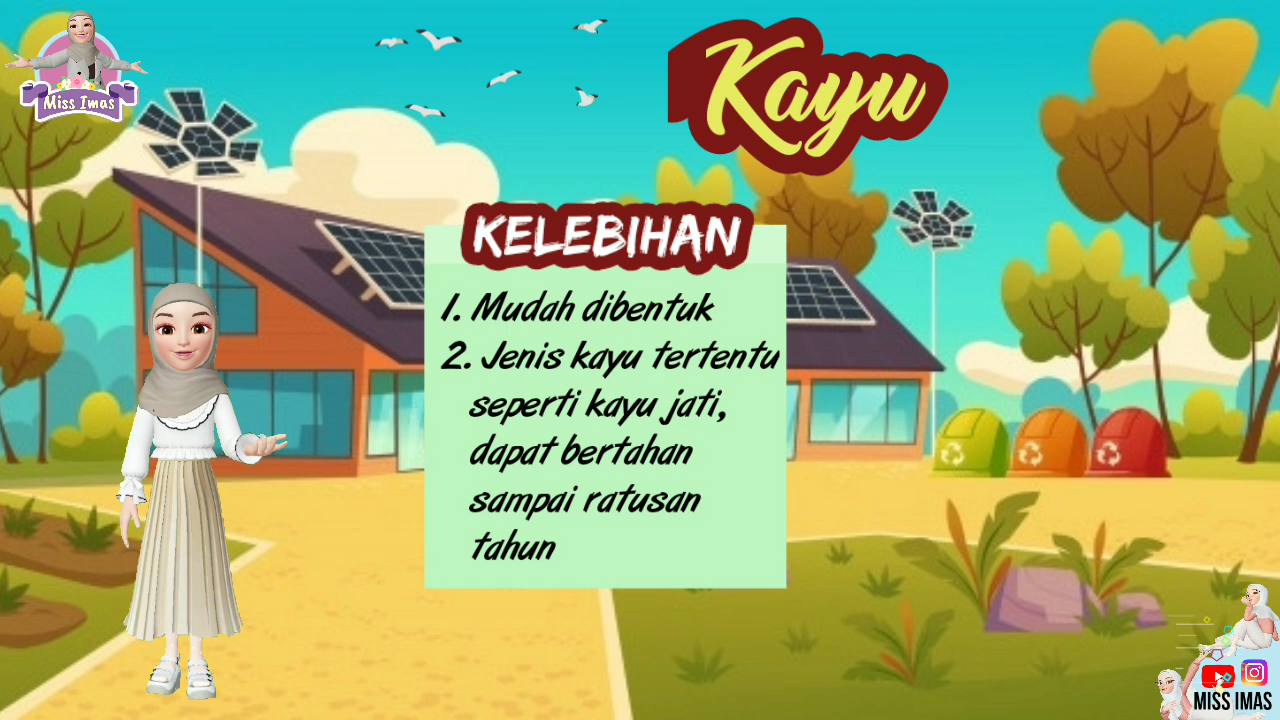 Miss Imas
Kayu
KELEBIHAN
1. Mudah dibentuk
2. Jenis kayu tertentu
seperti kayu jati,
dapat bertahan
sampai ratusan
tahun
MISS IMAS